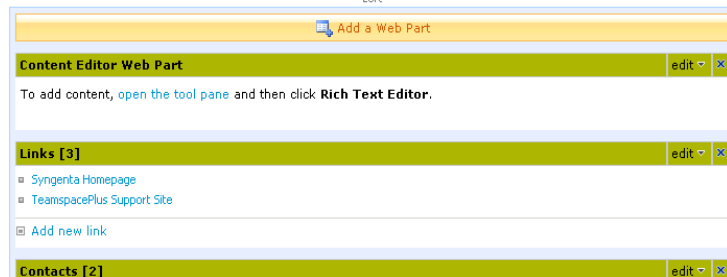 Left
Add a Web Part
Content Editor Web Part edit
To add content, open the tool pane and then click Rich Text Editor.
Links [3] edit
Syngenta Homepage
TeamspacePlus Support Site
Add new link
Contacts [2] edit